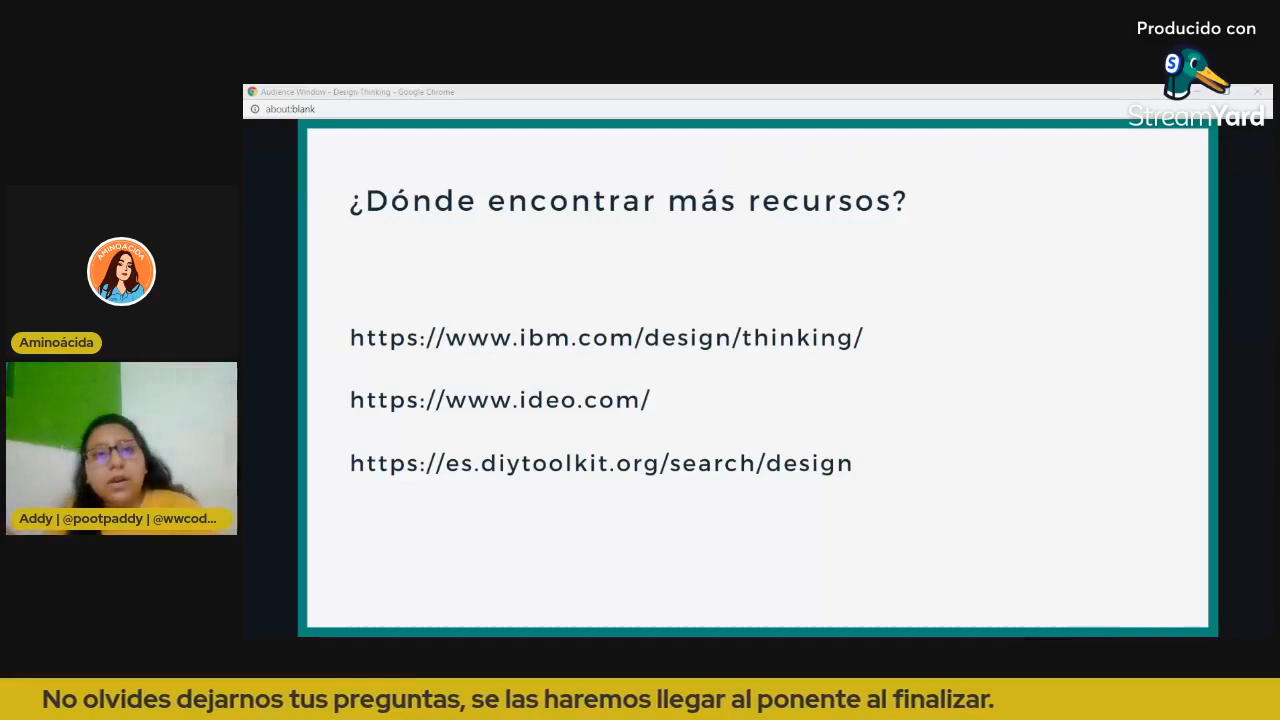 Producido con
StreamYard
Audience Window - Design Thinking - Google Chrome
about:blank
¿Dónde encontrar más recursos?
https://www.ibm.com/design/thinking/
https://www.ideo.com/
https://es.diytoolkit.org/search/design
AMINOÁCIDA
Aminoácida
Addy | @pootpaddy | @wwcod...
No olvides dejarnos tus preguntas, se las haremos llegar al ponente al finalizar.